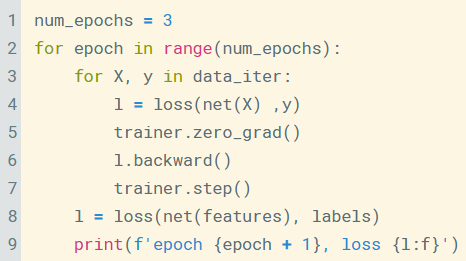 1 num_epochs = 3
2 for epoch in range(num_epochs):
3     for X, y in data_iter:
4         l = loss(net(X) ,y)
5         trainer.zero_grad()
6         l.backward()
7         trainer.step()
8     l = loss(net(features), labels)
9     print(f'epoch {epoch + 1}, loss {l:f}')